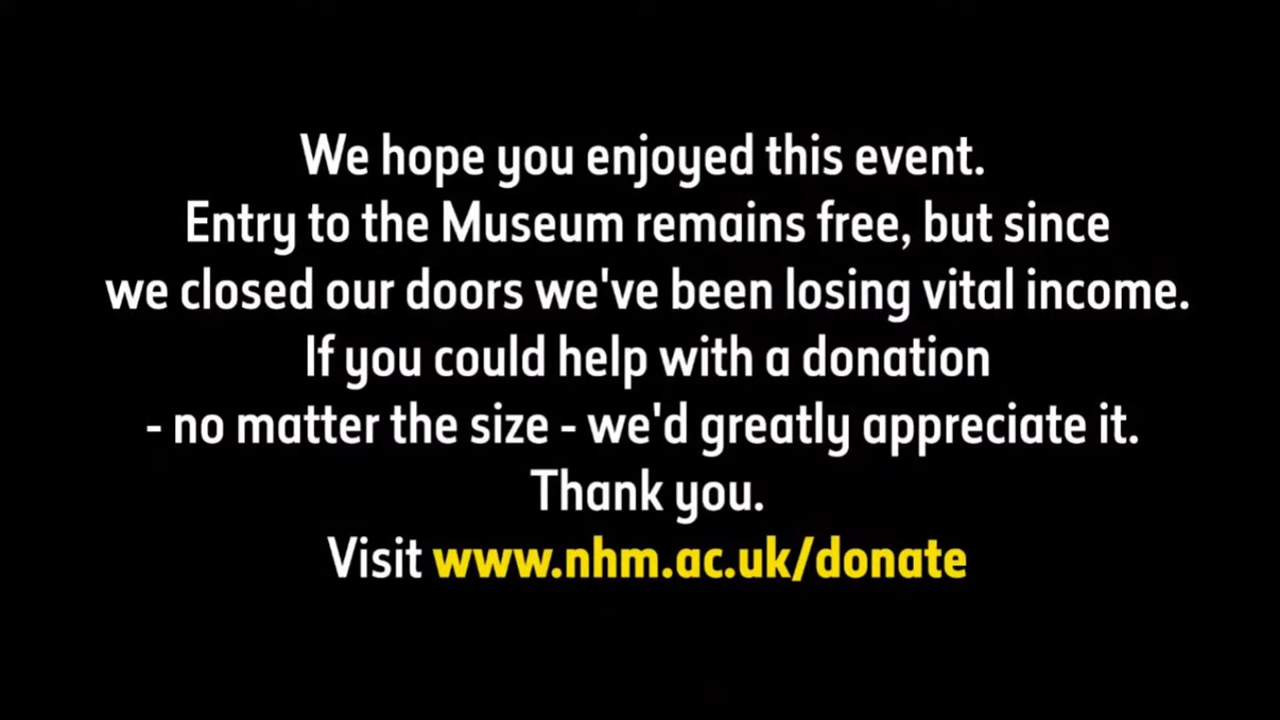 We hope you enjoyed this event.
Entry to the Museum remains free, but since
we closed our doors we've been losing vital income.
If you could help with a donation
- no matter the size - we'd greatly appreciate it.
Thank you.
Visit www.nhm.ac.uk/donate